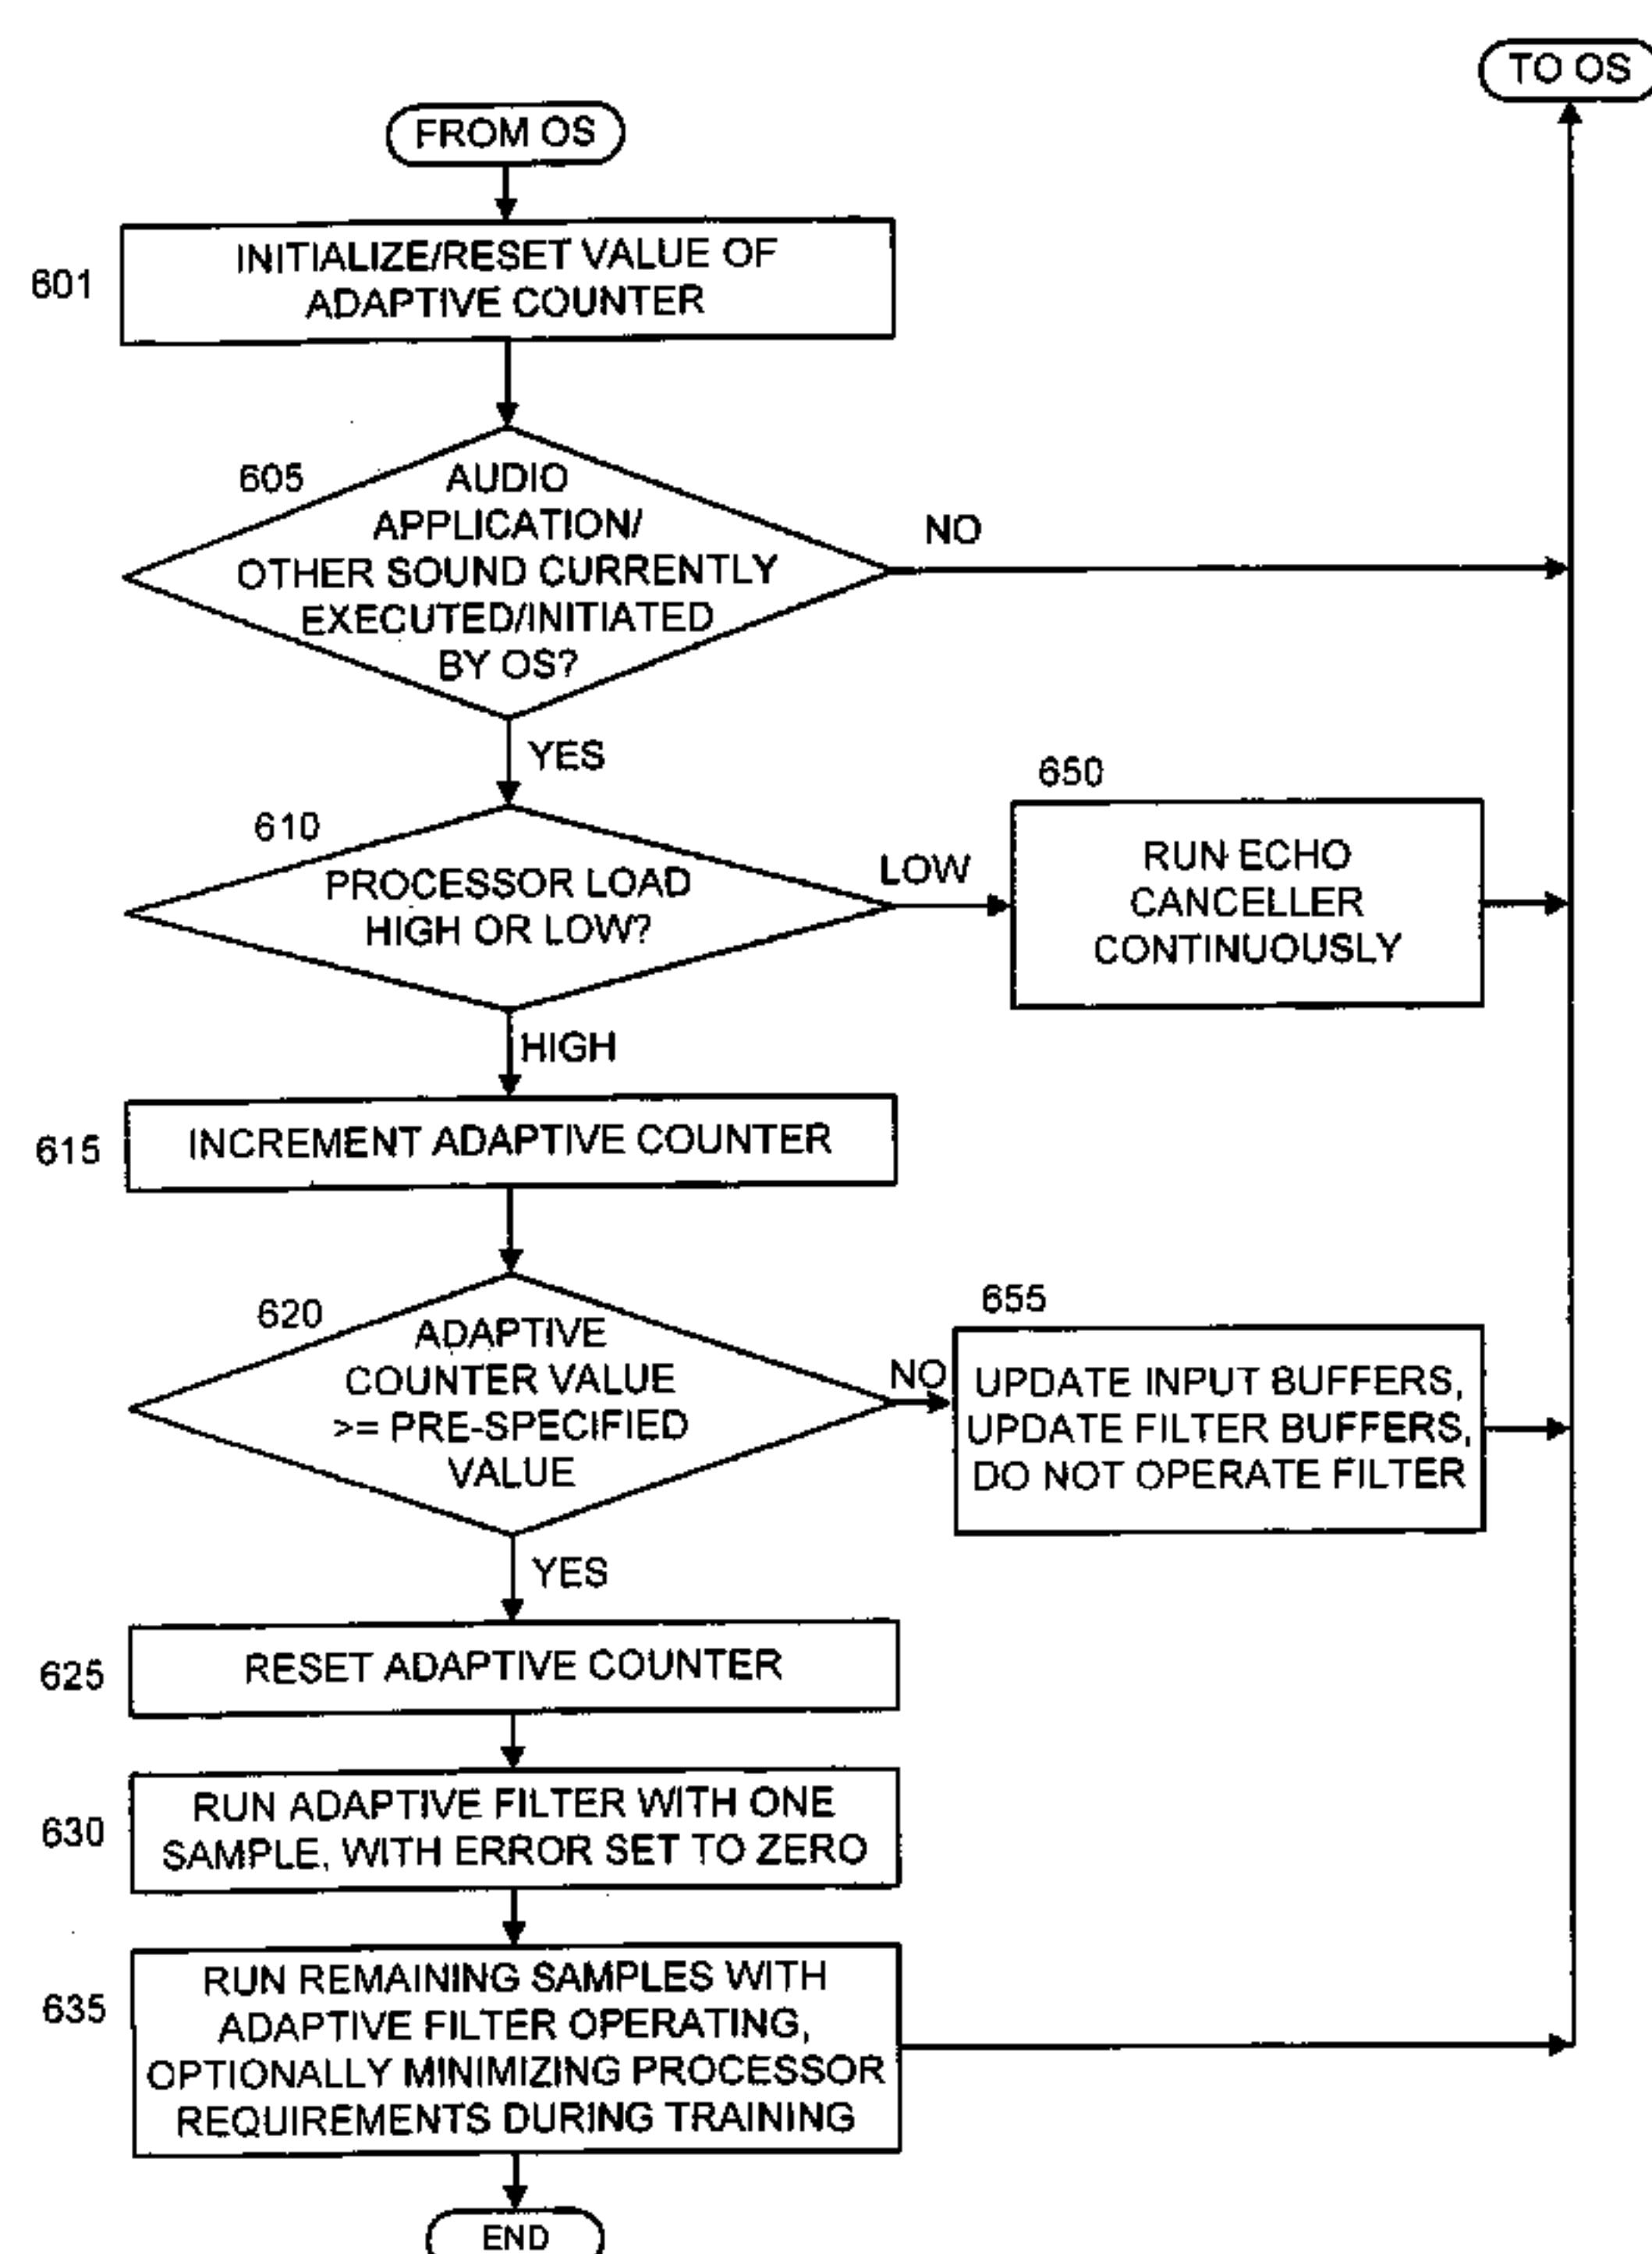 TO OS
FROM OS
601
INITIALIZE/RESET VALUE OF
ADAPTIVE COUNTER
605
AUDIO
APPLICATION/
OTHER SOUND CURRENTLY
EXECUTED/INITIATED
BY OS?
NO
YES
610
PROCESSOR LOAD
HIGH OR LOW?
LOW
650
RUN ECHO
CANCELLER
CONTINUOUSLY
HIGH
615
INCREMENT ADAPTIVE COUNTER
620
ADAPTIVE
COUNTER VALUE
>= PRE-SPECIFIED
VALUE
NO
655
UPDATE INPUT BUFFERS,
UPDATE FILTER BUFFERS,
DO NOT OPERATE FILTER
YES
625
RESET ADAPTIVE COUNTER
630
RUN ADAPTIVE FILTER WITH ONE
SAMPLE, WITH ERROR SET TO ZERO
635
RUN REMAINING SAMPLES WITH
ADAPTIVE FILTER OPERATING,
OPTIONALLY MINIMIZING PROCESSOR
REQUIREMENTS DURING TRAINING
END